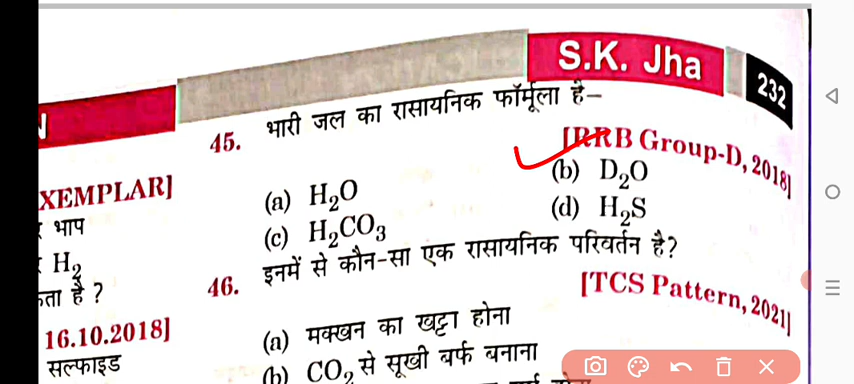 S.K. Jha
232
45. भारी जल का रासायनिक फॉर्मूला है–
[RRB Group-D, 2018]
(a) H₂O (b) D₂O
(c) H₂CO₃ (d) H₂S
46. इनमें से कौन-सा एक रासायनिक परिवर्तन है?
[TCS Pattern, 2021]
(a) मक्खन का खट्टा होना
(b) CO₂ से सूखी बर्फ बनाना
XEMPLAR]
भाप
H₂
है ?
16.10.2018]
सल्फाइड